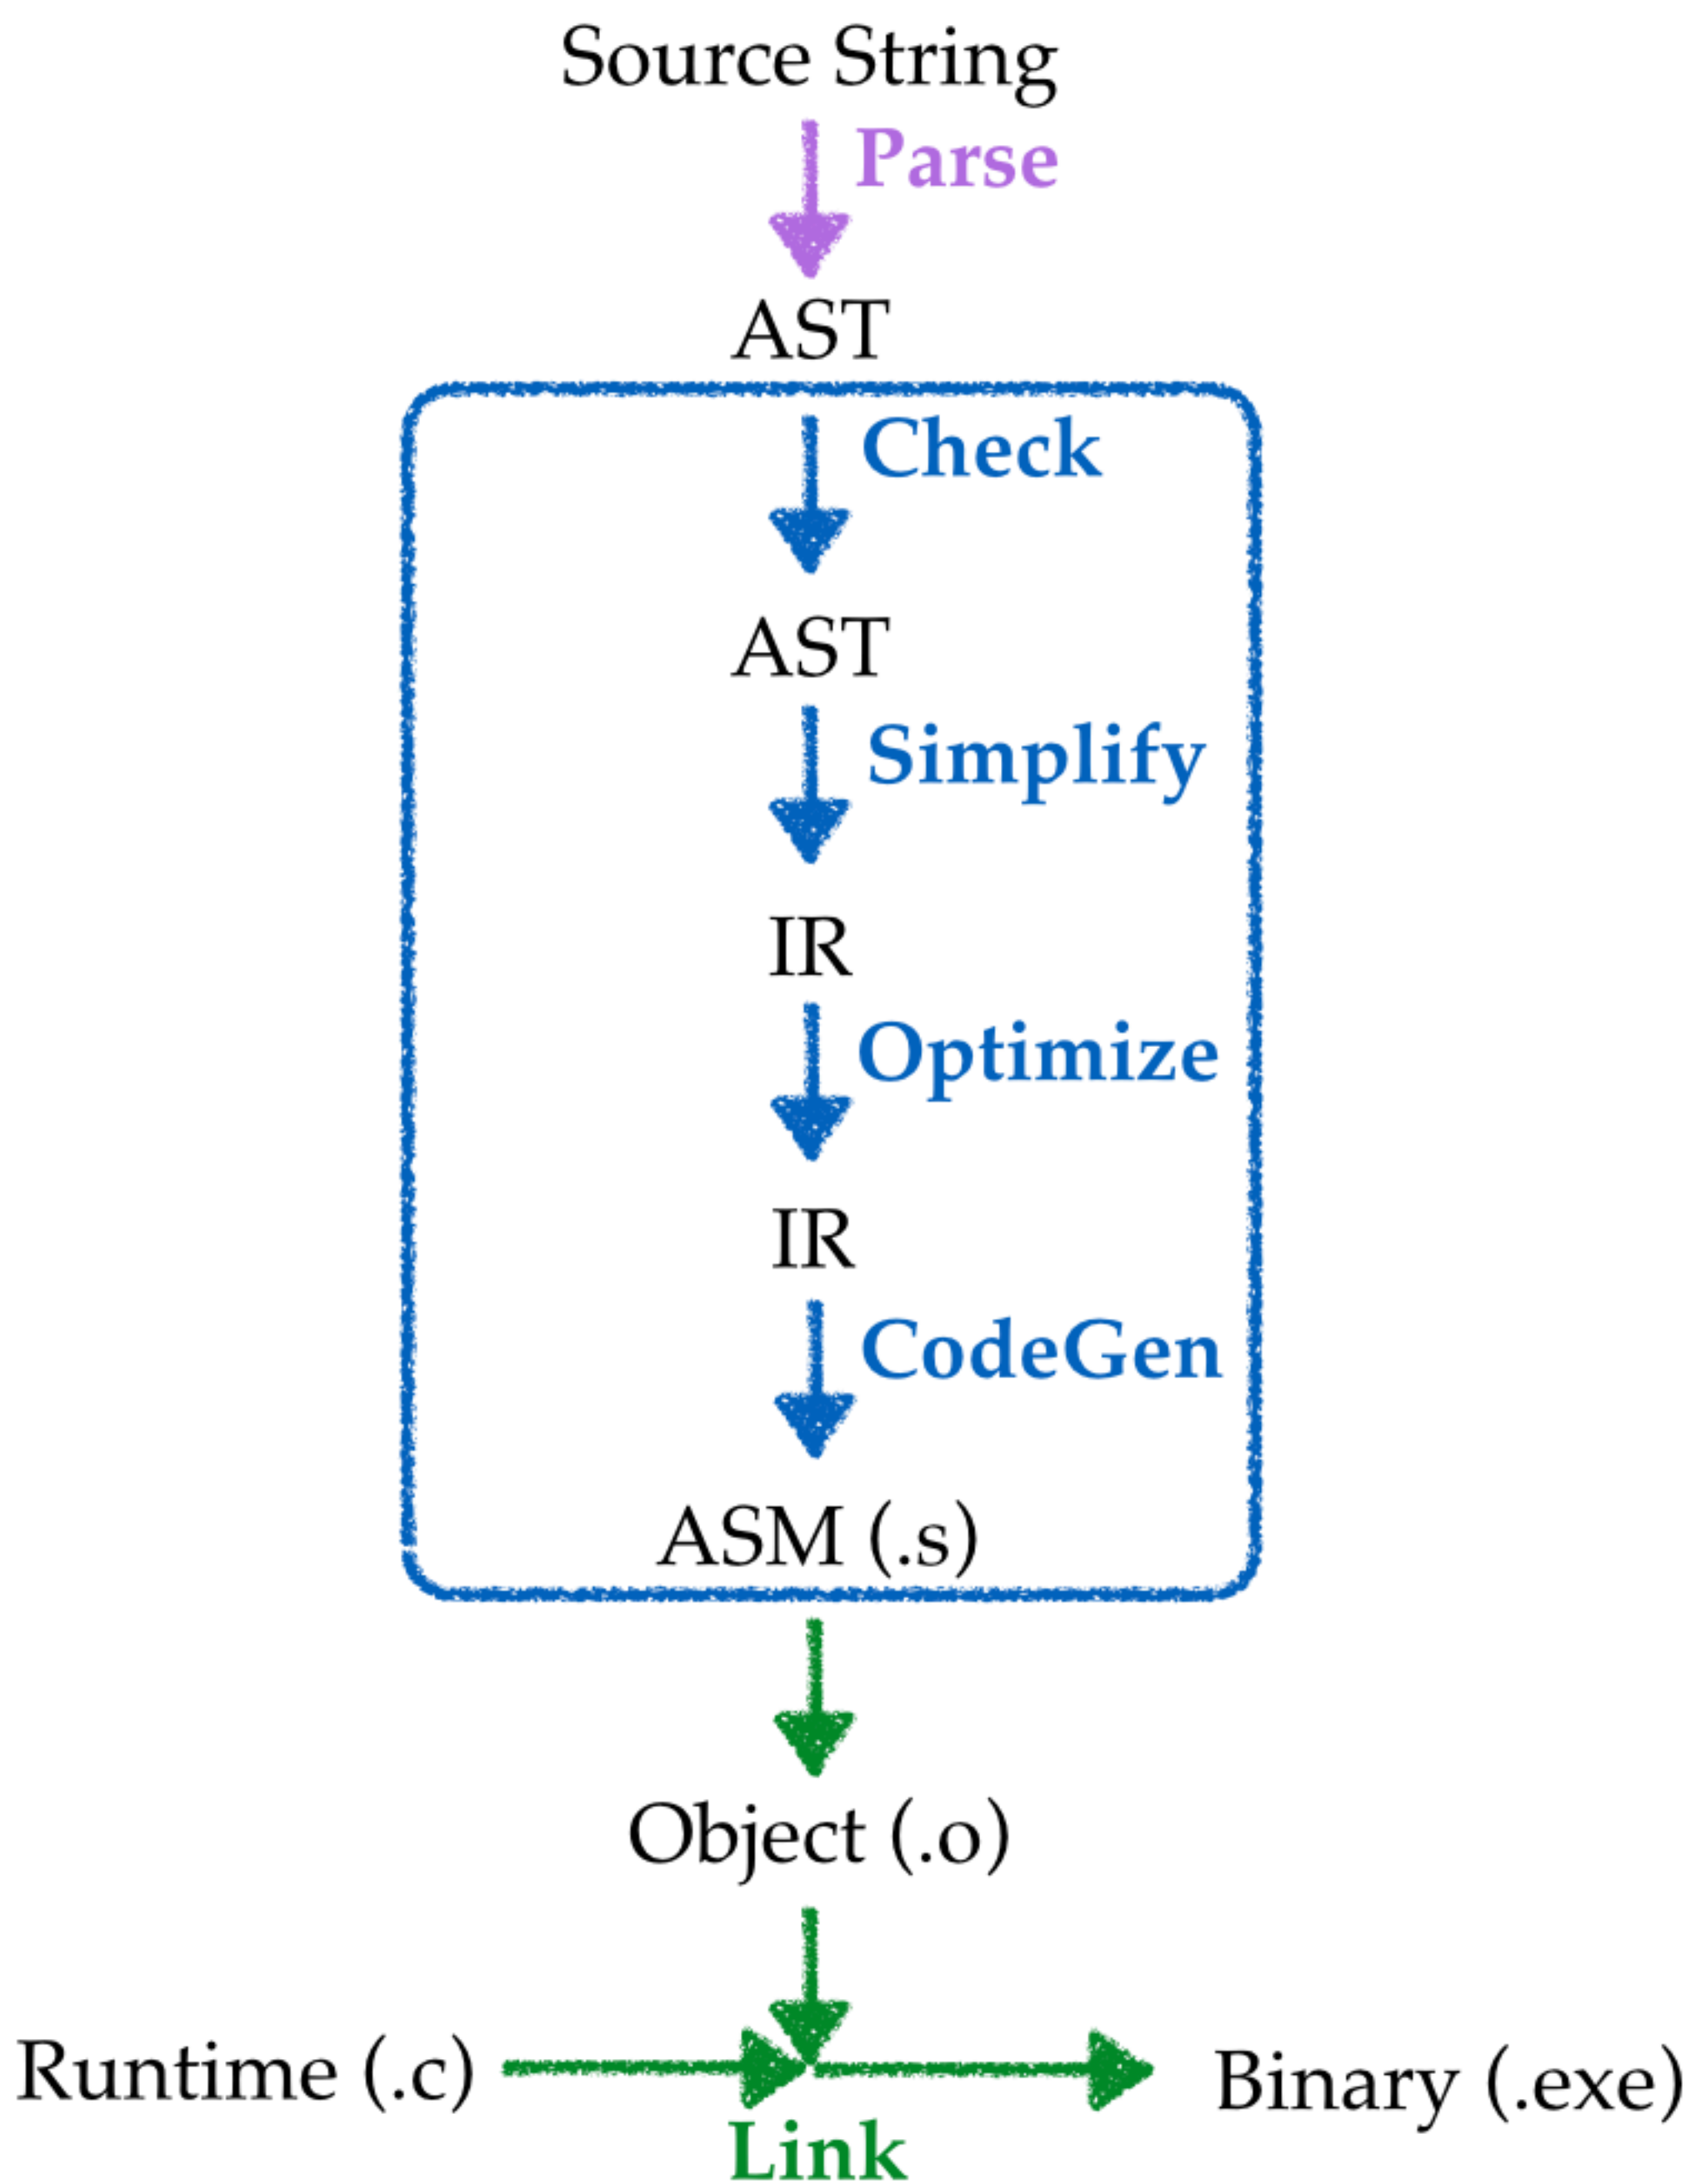 Source String
Parse
AST
Check
AST
Simplify
IR
Optimize
IR
CodeGen
ASM (.s)
Object (.o)
Runtime (.c)
Binary (.exe)
Link